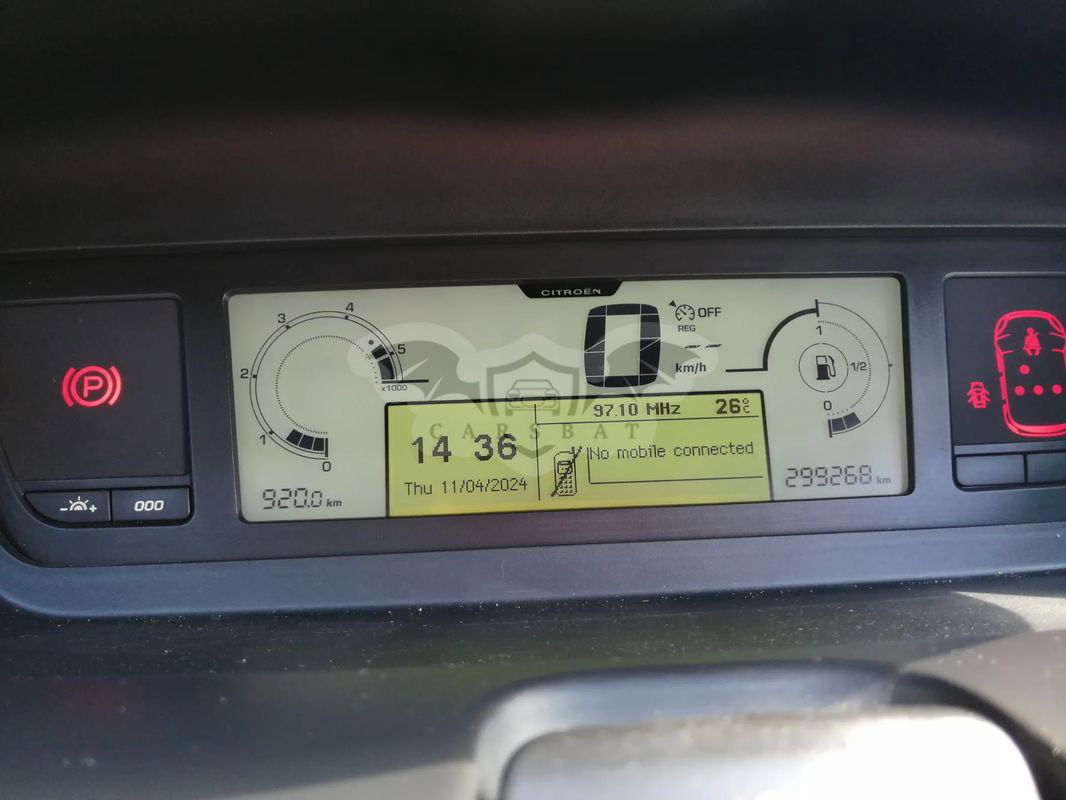 CITROËN
4
3
5
2
x1000
1
0
OFF
REG
0
km/h
1
1/2
0
97.10 MHz 26°C
14 36
No mobile connected
Thu 11/04/2024
920.0 km
299268 km
CARSBAT
P
- +
000